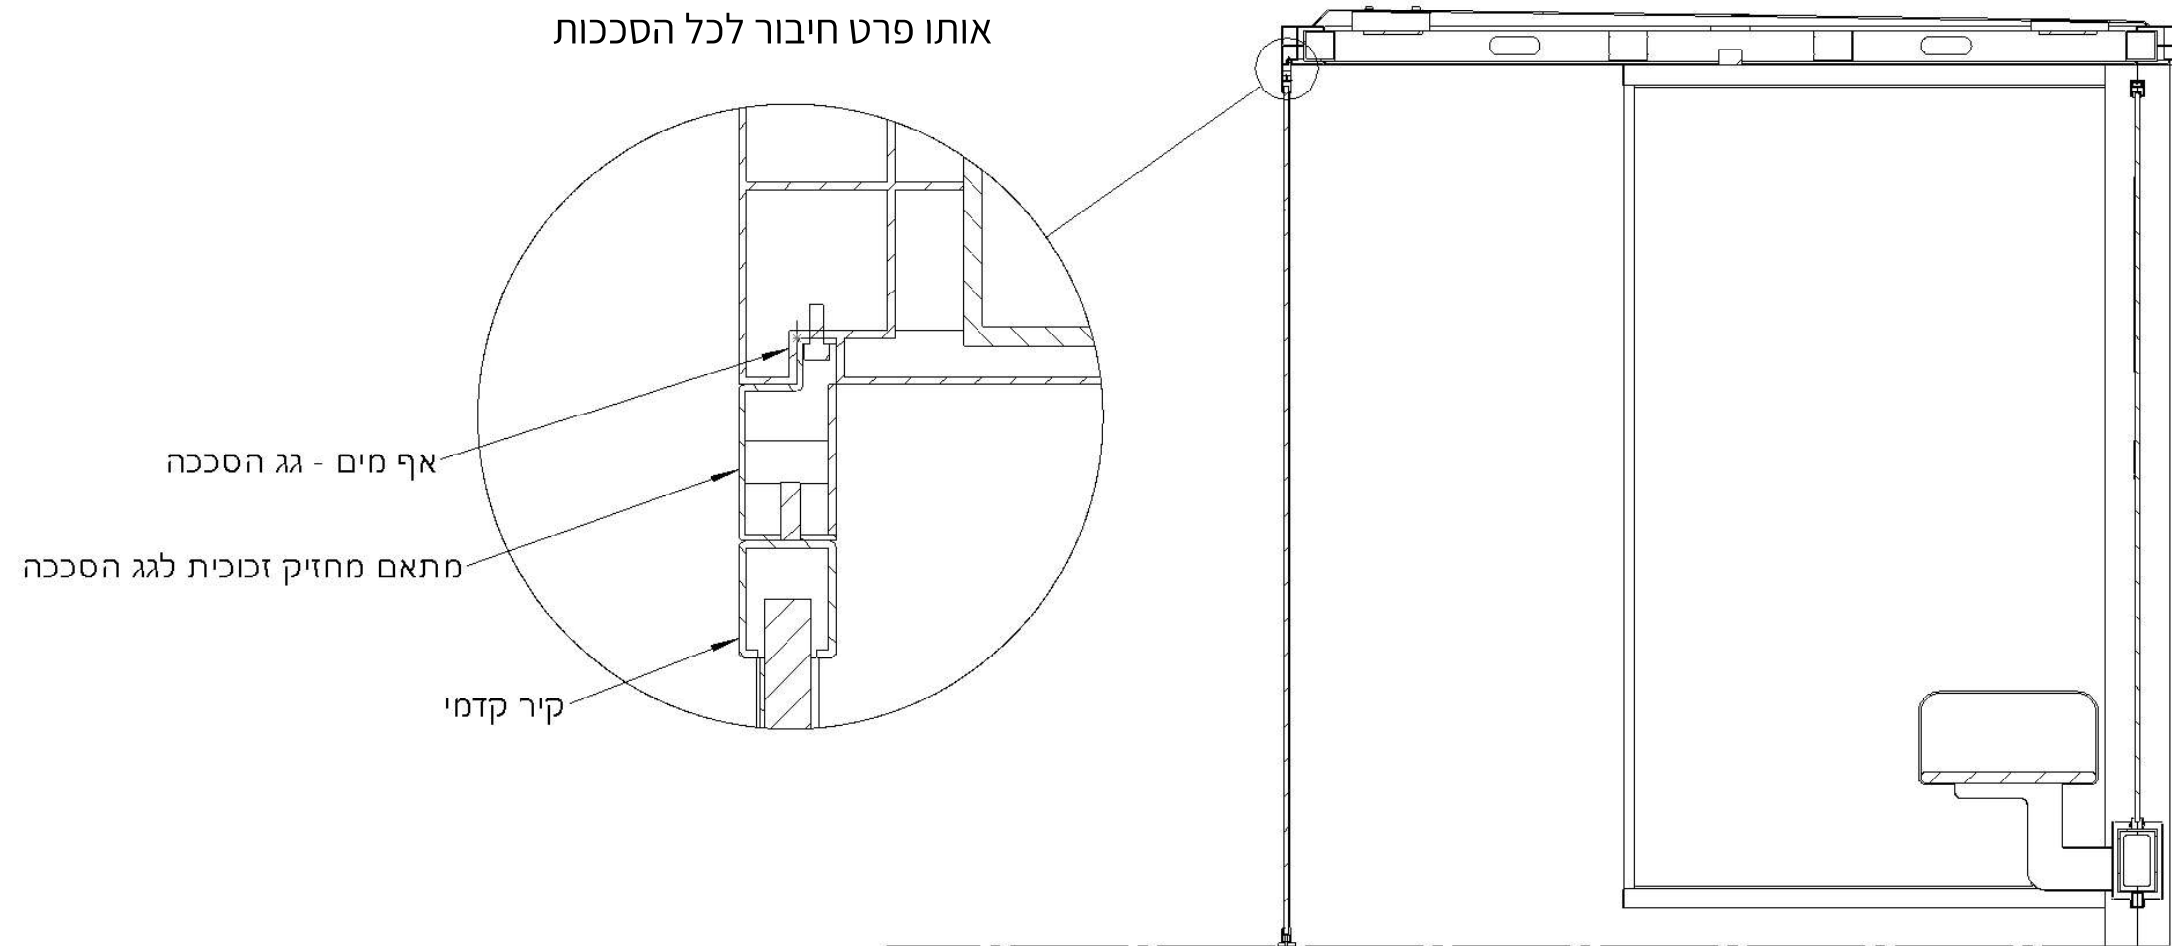 אותו פרט חיבור לכל הסככות
אף מים - גג הסככה
מתאם מחזיק זכוכית לגג הסככה
קיר קדמי